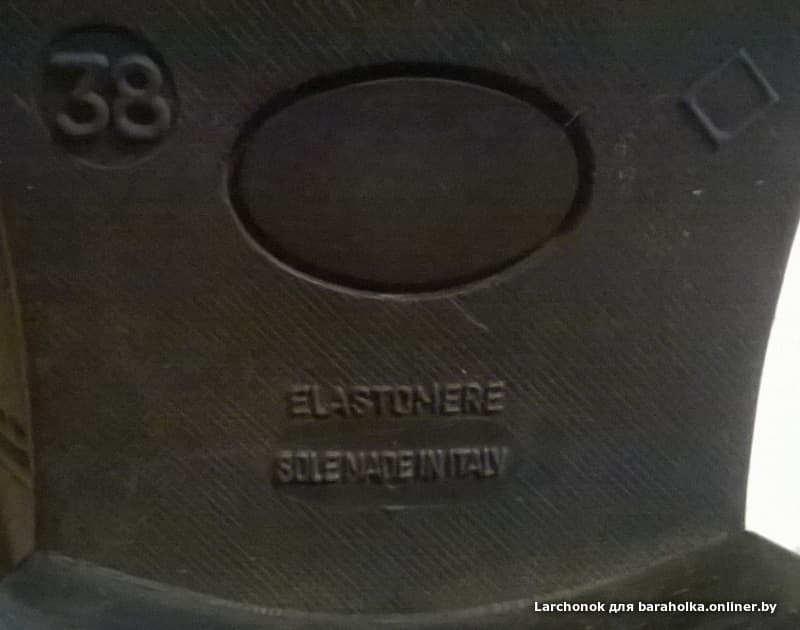 38
ELASTOMERE
SOLE MADE IN ITALY
Larchonok для baraholka.onliner.by